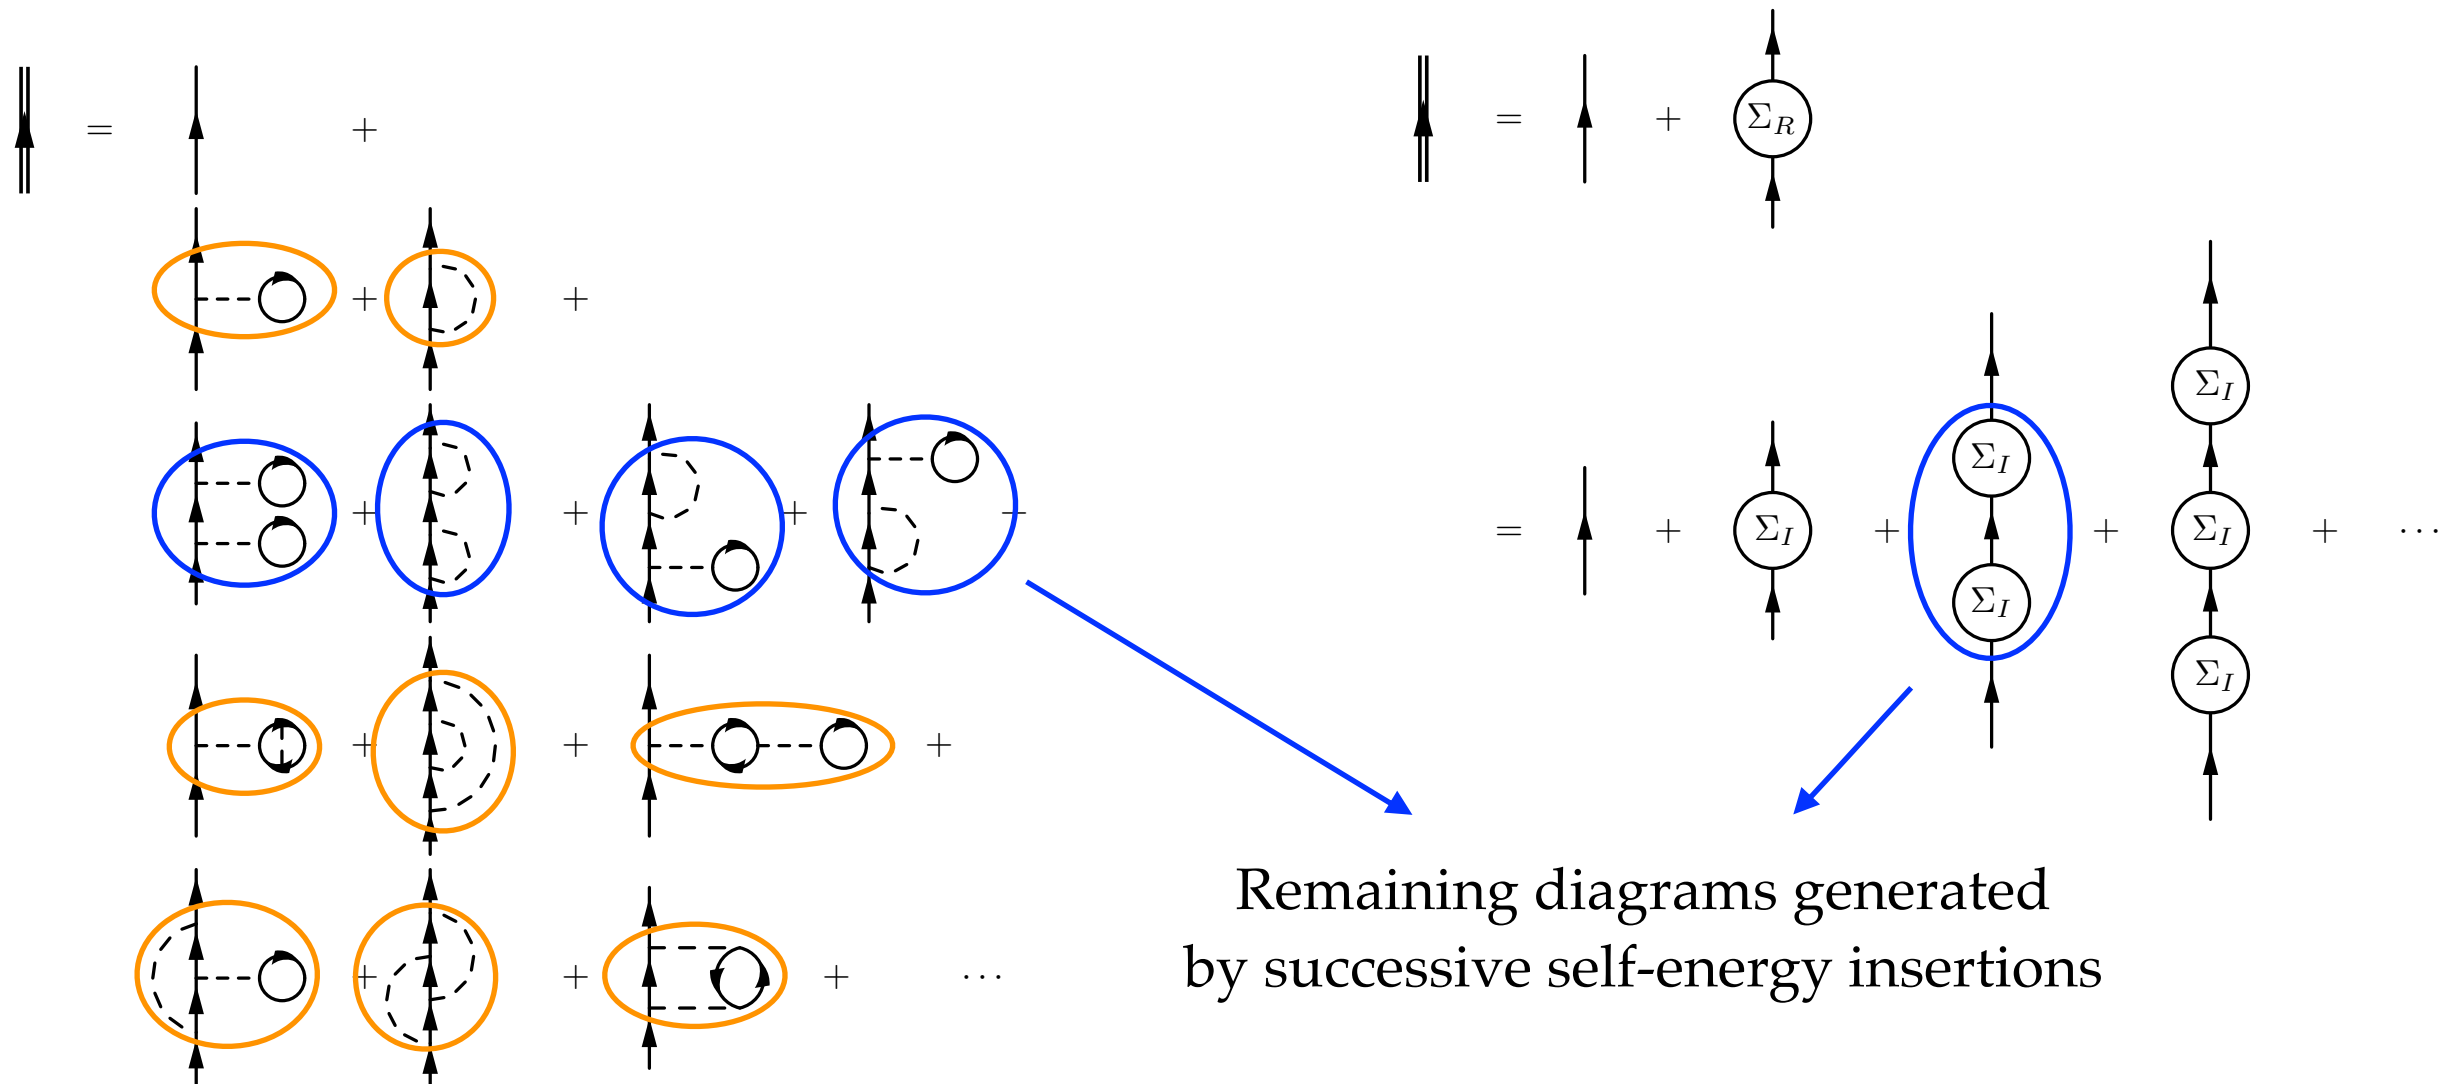 = +
+ +
+ + + +
+ + +
+ + + ⋯
= + Σ_R
= + Σ_I + Σ_I Σ_I + Σ_I Σ_I Σ_I + ⋯
Remaining diagrams generated
by successive self-energy insertions